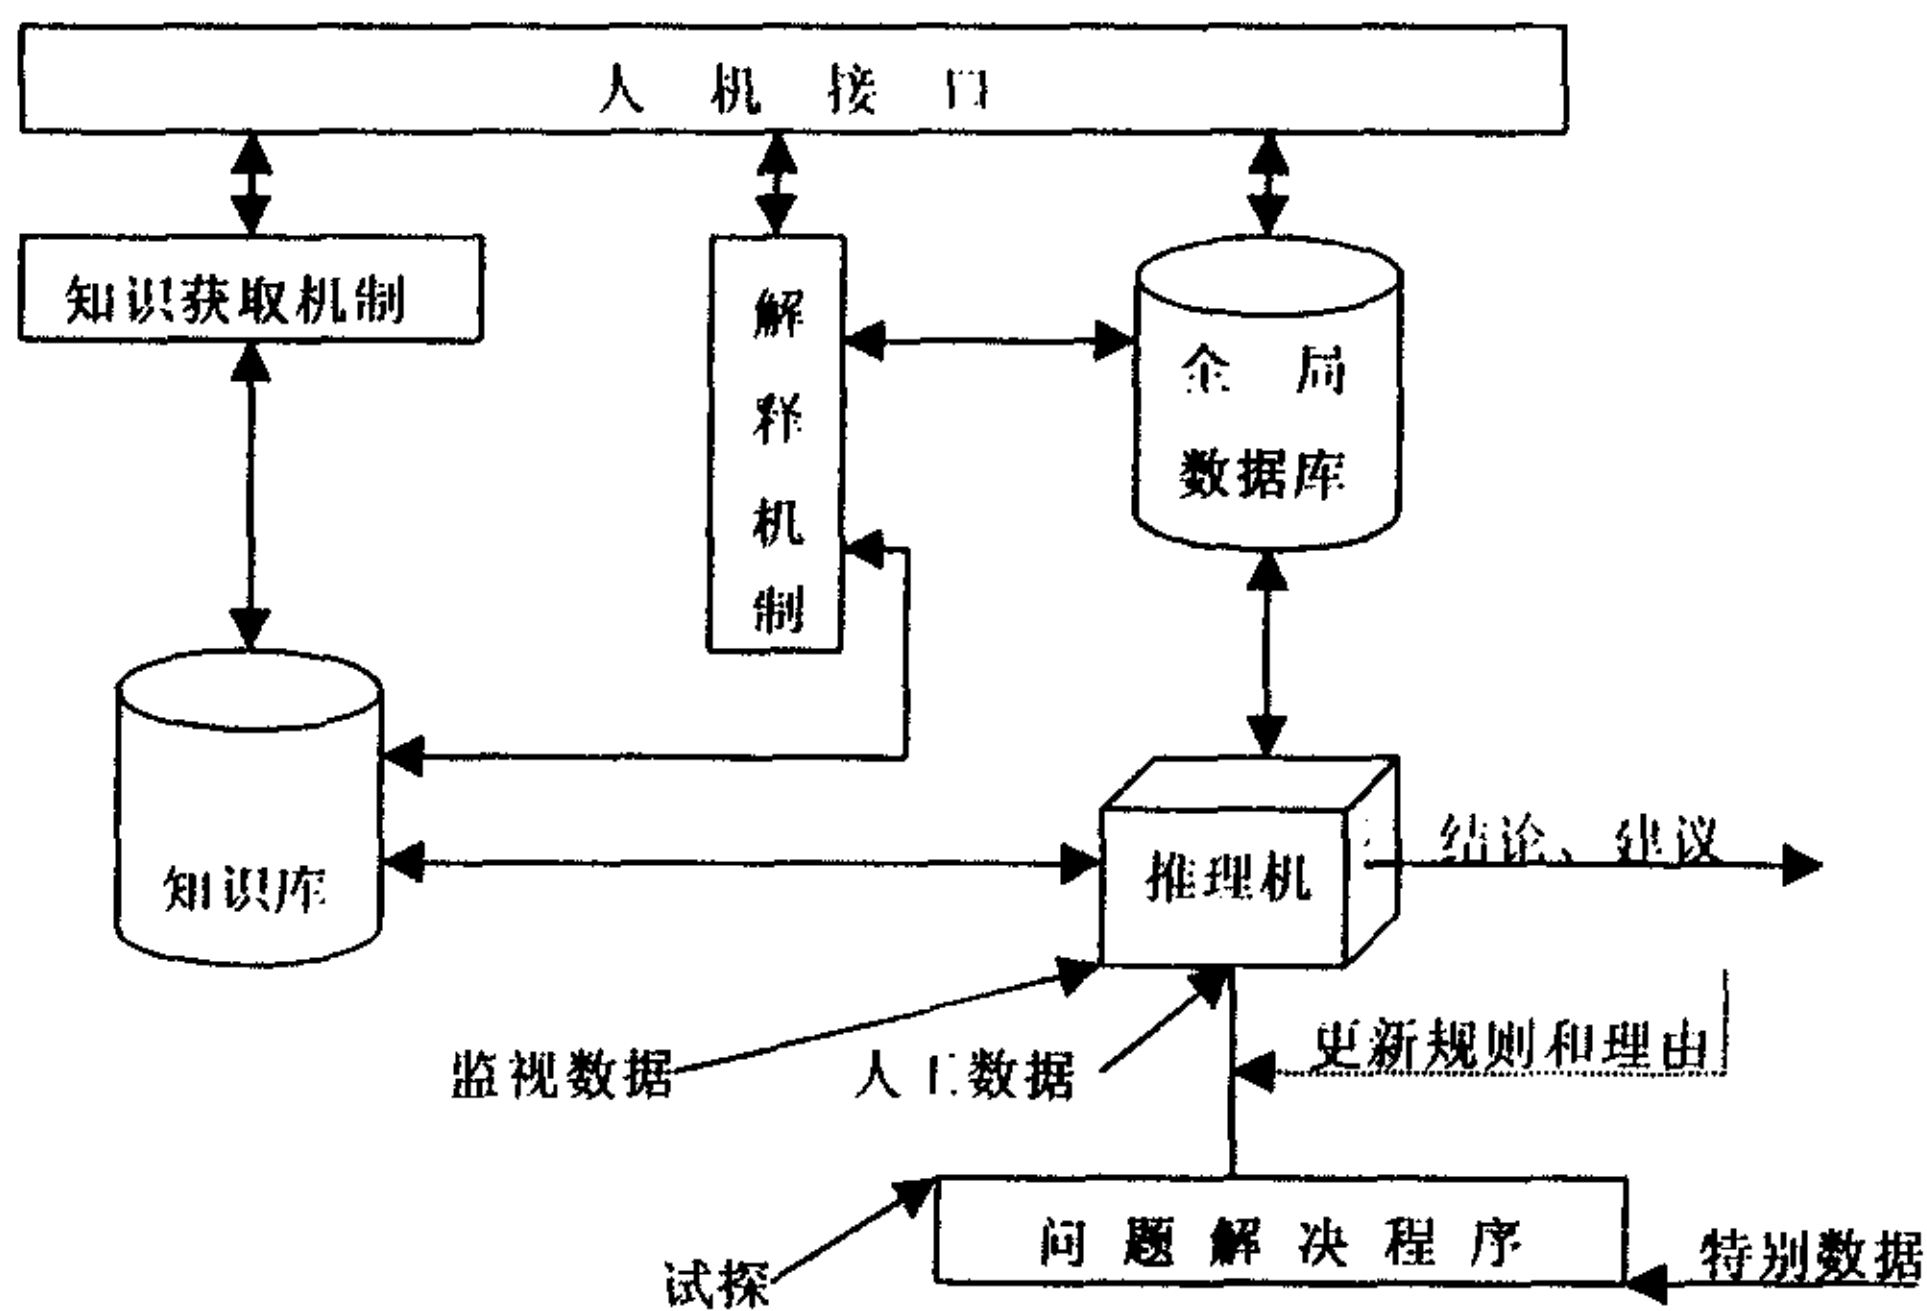 人机接口
知识获取机制
解释机制
全局
数据库
知识库
推理机
结论、建议
监视数据
人工数据
更新规则和理由
问题解决程序
试探
特别数据